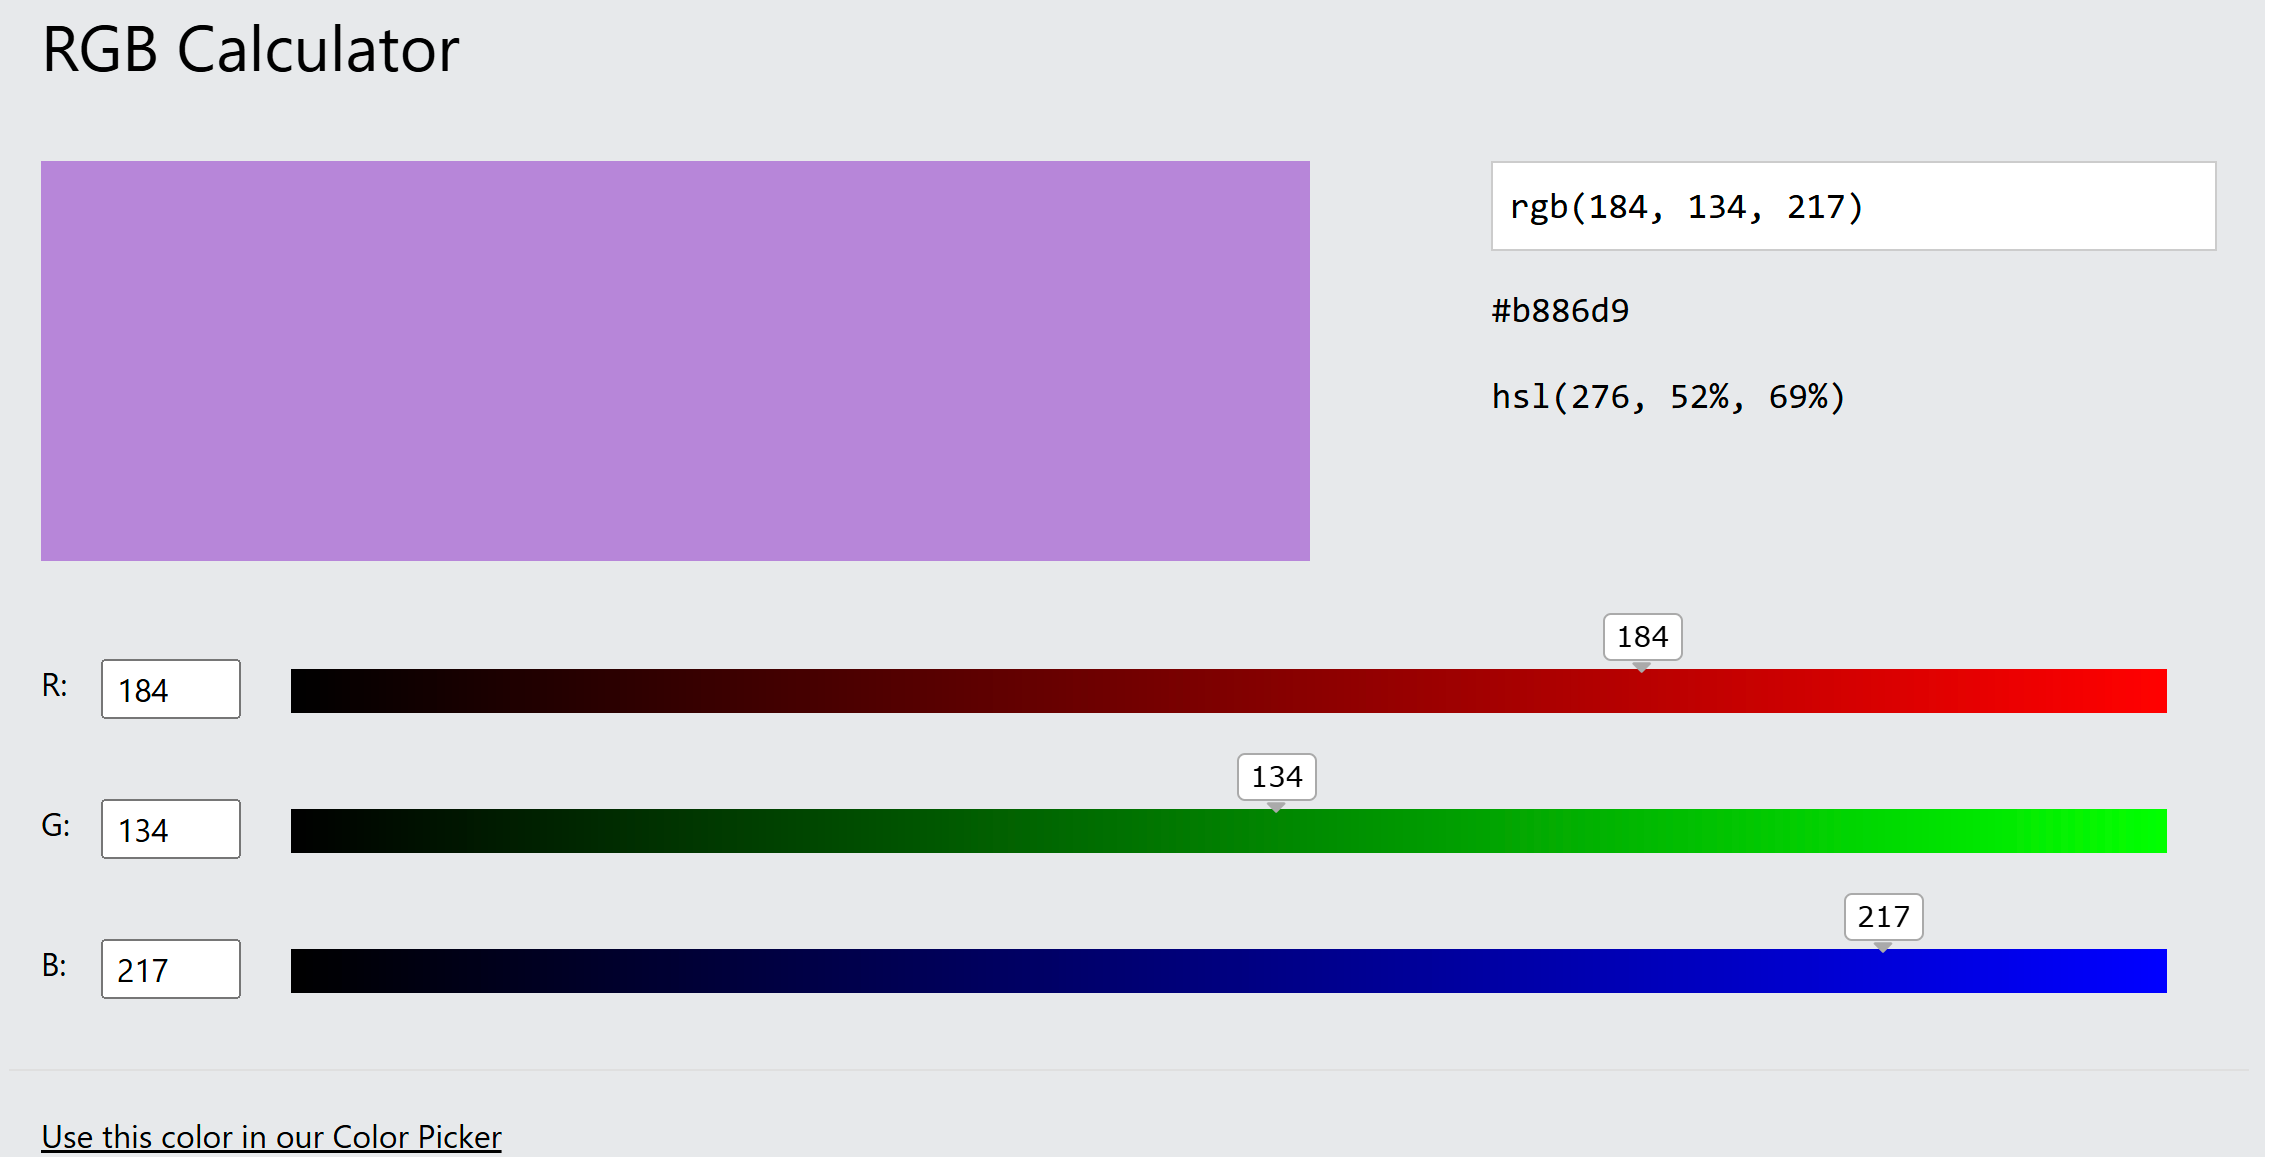 RGB Calculator
rgb(184, 134, 217)
#b886d9
hsl(276, 52%, 69%)
184
R: 184
134
G: 134
217
B: 217
Use this color in our Color Picker